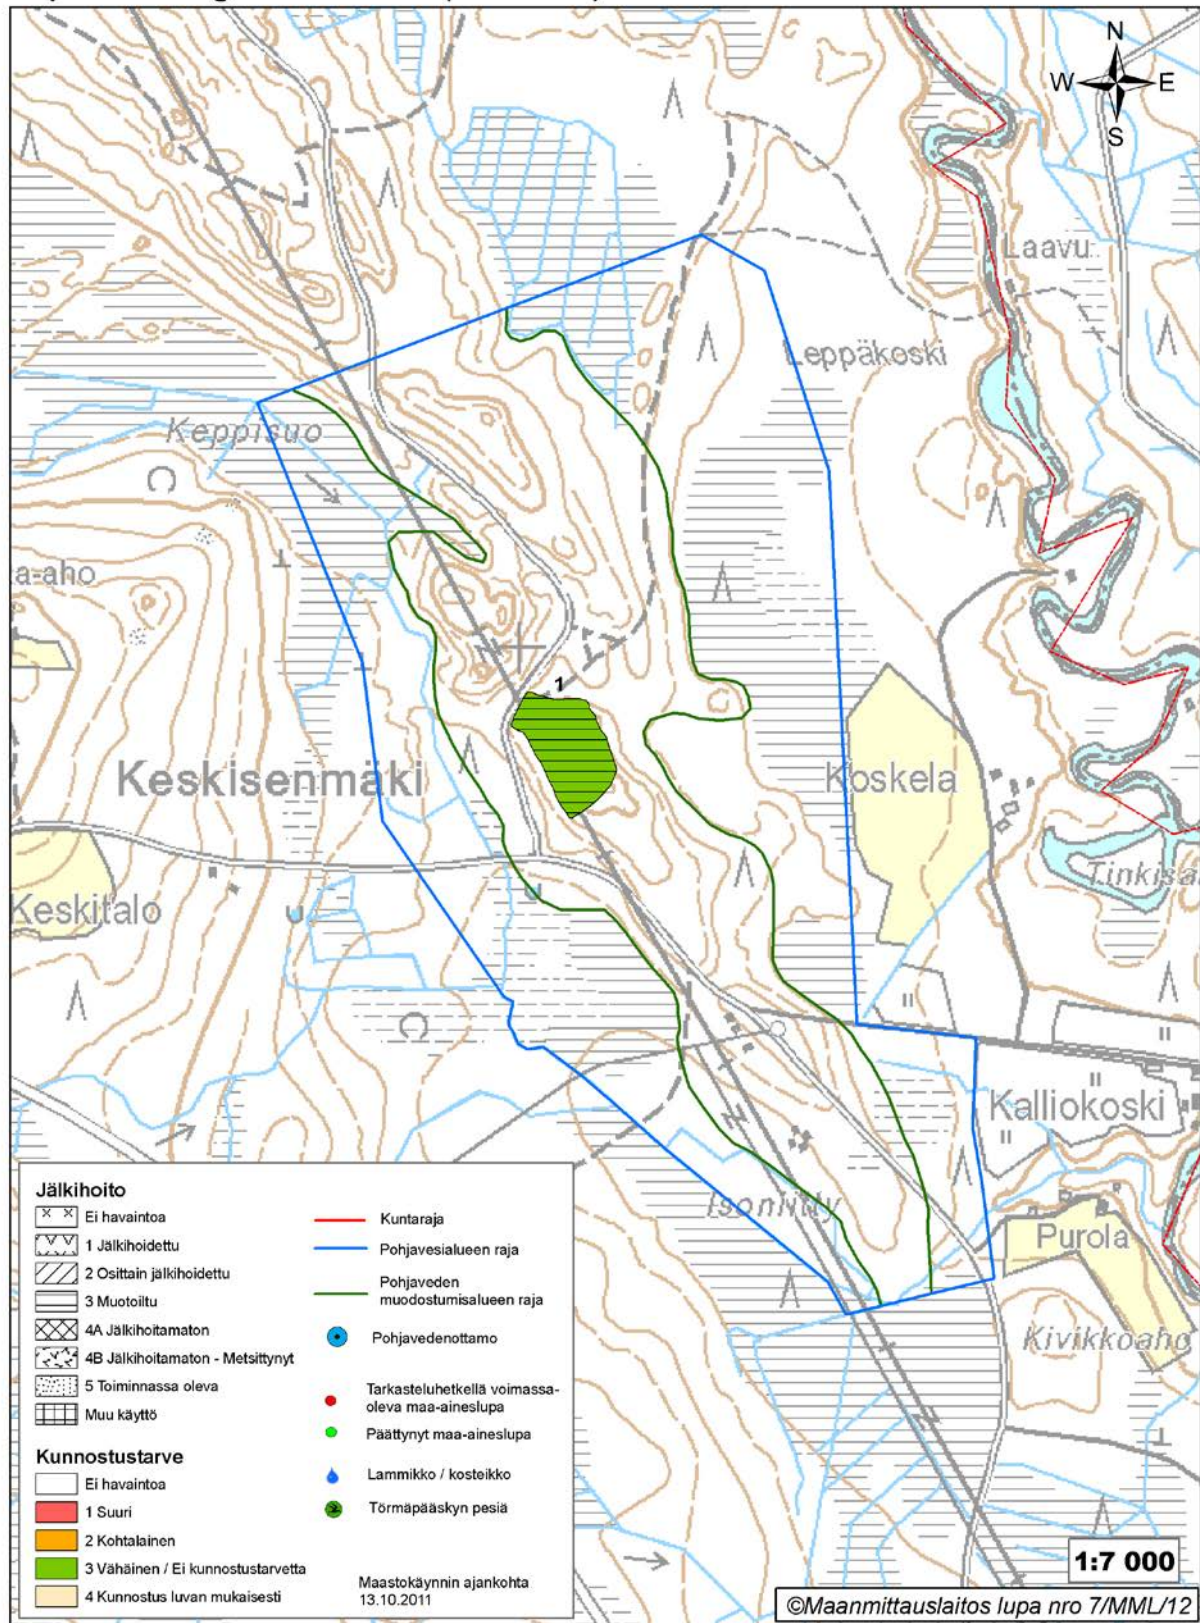 N
W E
S
Laavu
Leppäkoski
Keppisuo
a-aho
1
Keskisenmäki
Koskela
Keskitalo
Tinkisa
Kalliokoski
Isoniitty
Purola
Kivikkoaho
Jälkihoito
Ei havaintoa
1 Jälkihoidettu
2 Osittain jälkihoidettu
3 Muotoiltu
4A Jälkihoitamaton
4B Jälkihoitamaton - Metsittynyt
5 Toiminnassa oleva
Muu käyttö
Kunnostustarve
Ei havaintoa
1 Suuri
2 Kohtalainen
3 Vähäinen / Ei kunnostustarvetta
4 Kunnostus luvan mukaisesti
Kuntaraja
Pohjavesialueen raja
Pohjaveden
muodostumisalueen raja
Pohjavedenottamo
Tarkasteluhetkellä voimassa-
oleva maa-aineslupa
Päättynyt maa-aineslupa
Lammikko / kosteikko
Törmäpääskyn pesiä
Maastokäynnin ajankohta
13.10.2011
1:7 000
©Maanmittauslaitos lupa nro 7/MML/12